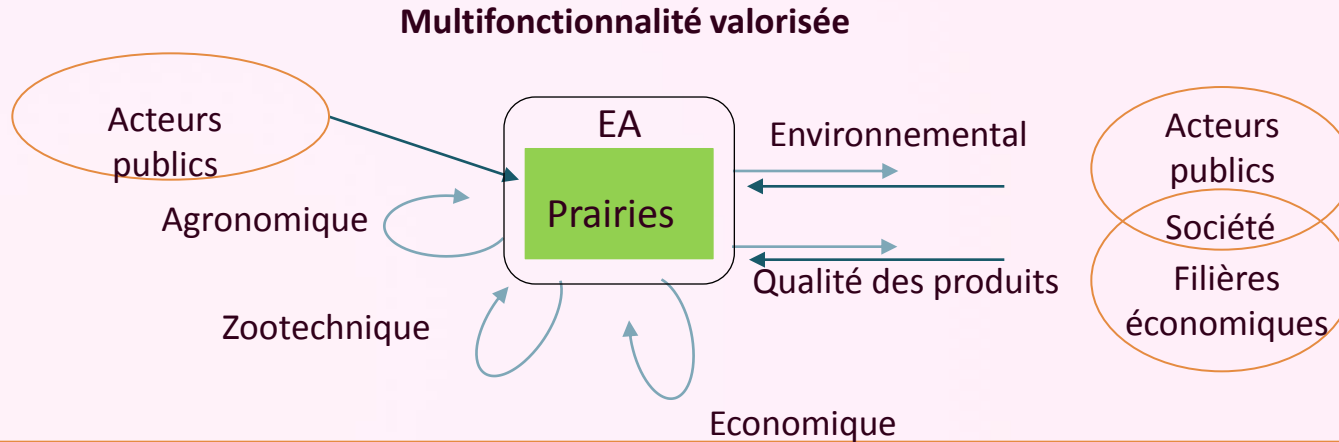 Multifonctionnalité valorisée
Acteurs
publics
EA
Prairies
Environnemental
Acteurs
publics
Agronomique
Société
Qualité des produits
Filières
économiques
Zootechnique
Economique